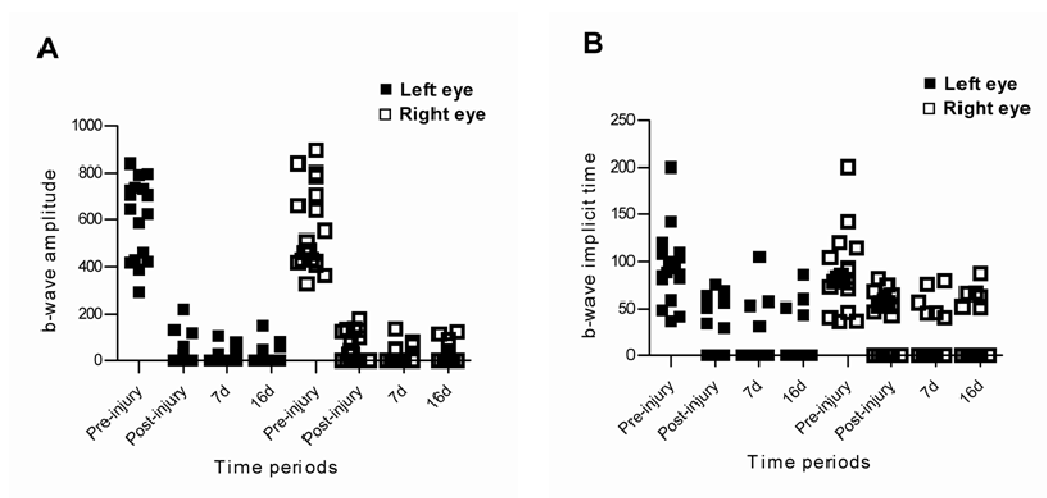 A
Left eye
Right eye
1000
800
600
400
200
0
b-wave amplitude
Pre-injury
Post-injury
7d
16d
Pre-injury
Post-injury
7d
16d
Time periods
B
Left eye
Right eye
250
200
150
100
50
0
b-wave implicit time
Pre-injury
Post-injury
7d
16d
Pre-injury
Post-injury
7d
16d
Time periods